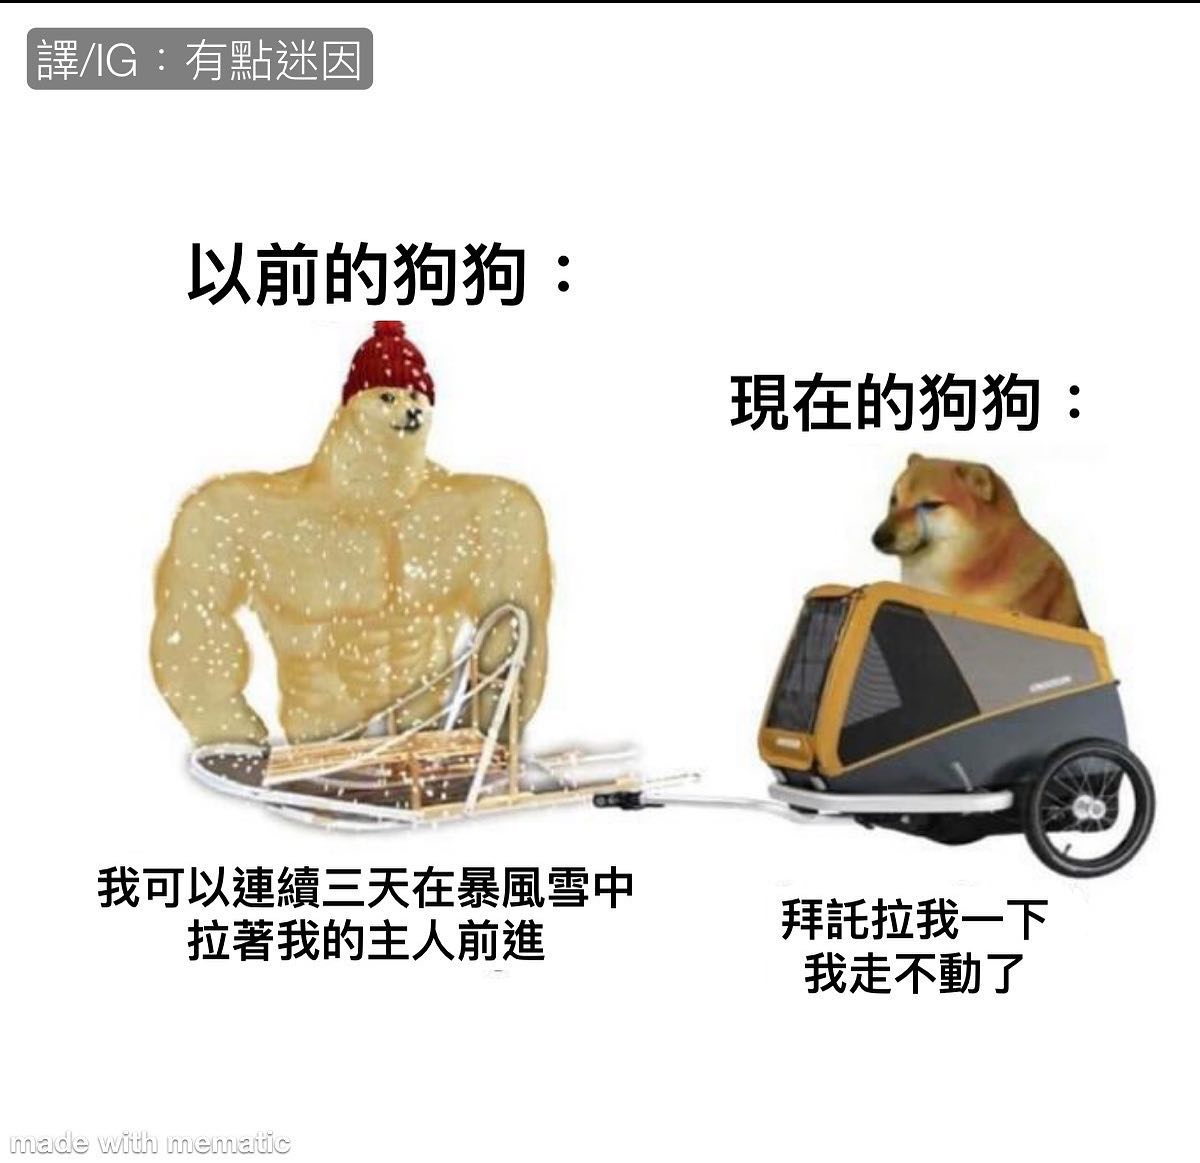 譯/IG：有點迷因
以前的狗狗：
現在的狗狗：
我可以連續三天在暴風雪中
拉著我的主人前進
拜託拉我一下
我走不動了
made with mematic